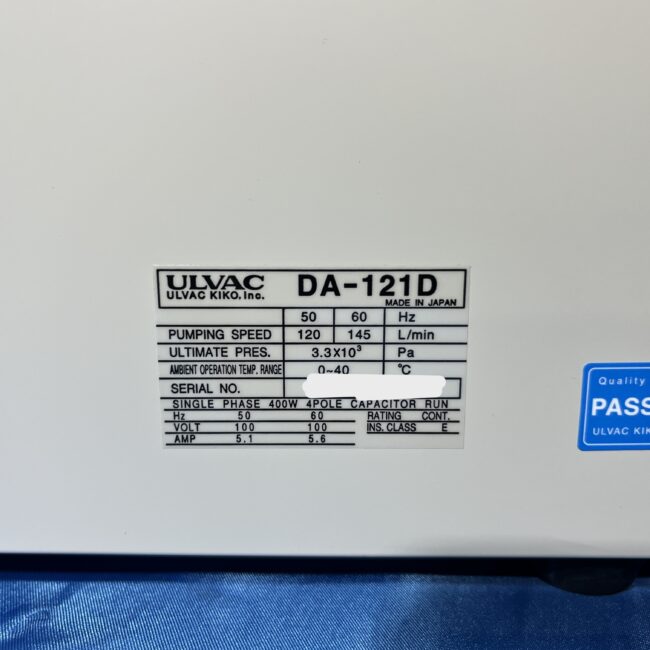 ULVAC DA-121D
ULVAC KIKO, Inc. MADE IN JAPAN
50 60 Hz
PUMPING SPEED 120 145 L/min
ULTIMATE PRES. 3.3X10³ Pa
AMBIENT OPERATION TEMP. RANGE 0~40 °C
SERIAL NO.
SINGLE PHASE 400W 4POLE CAPACITOR RUN
Hz 50 60 RATING CONT.
VOLT 100 100 INS. CLASS E
AMP 5.1 5.6
Quality
PASS
ULVAC KIK